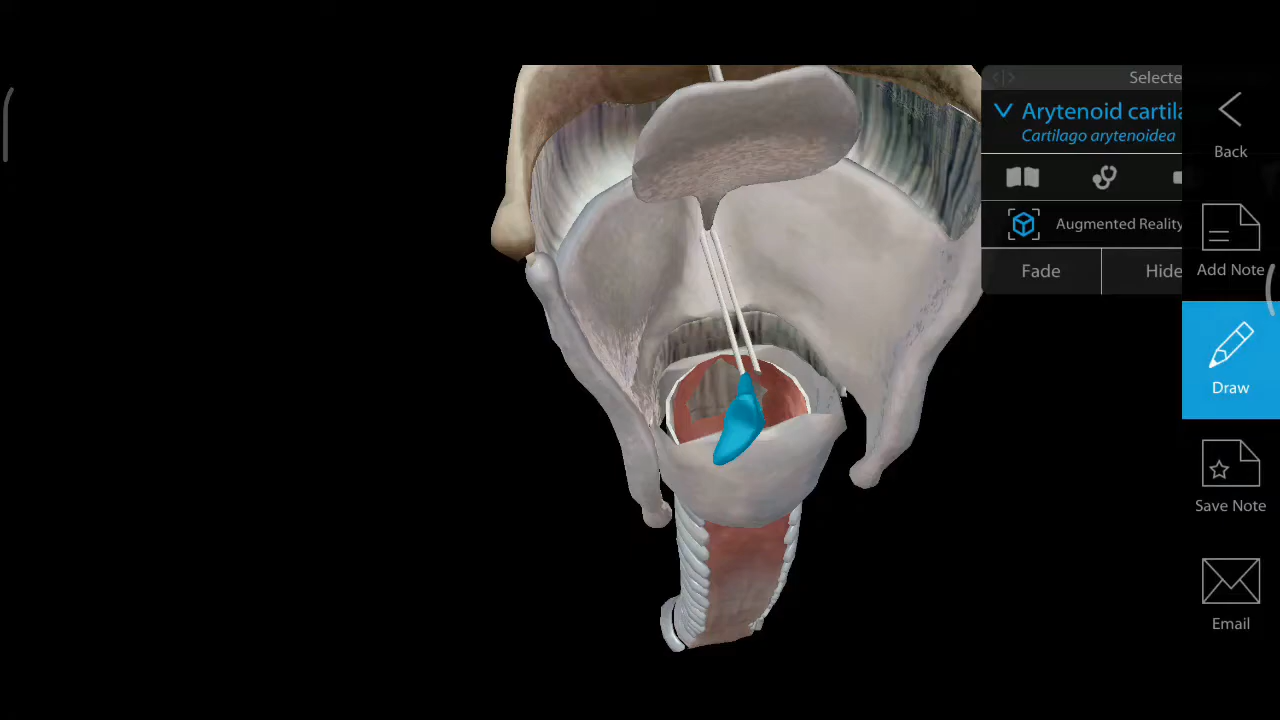 Selecte
Arytenoid cartila
Cartilago arytenoidea
Augmented Reality
Fade
Hide
Back
Add Note
Draw
Save Note
Email